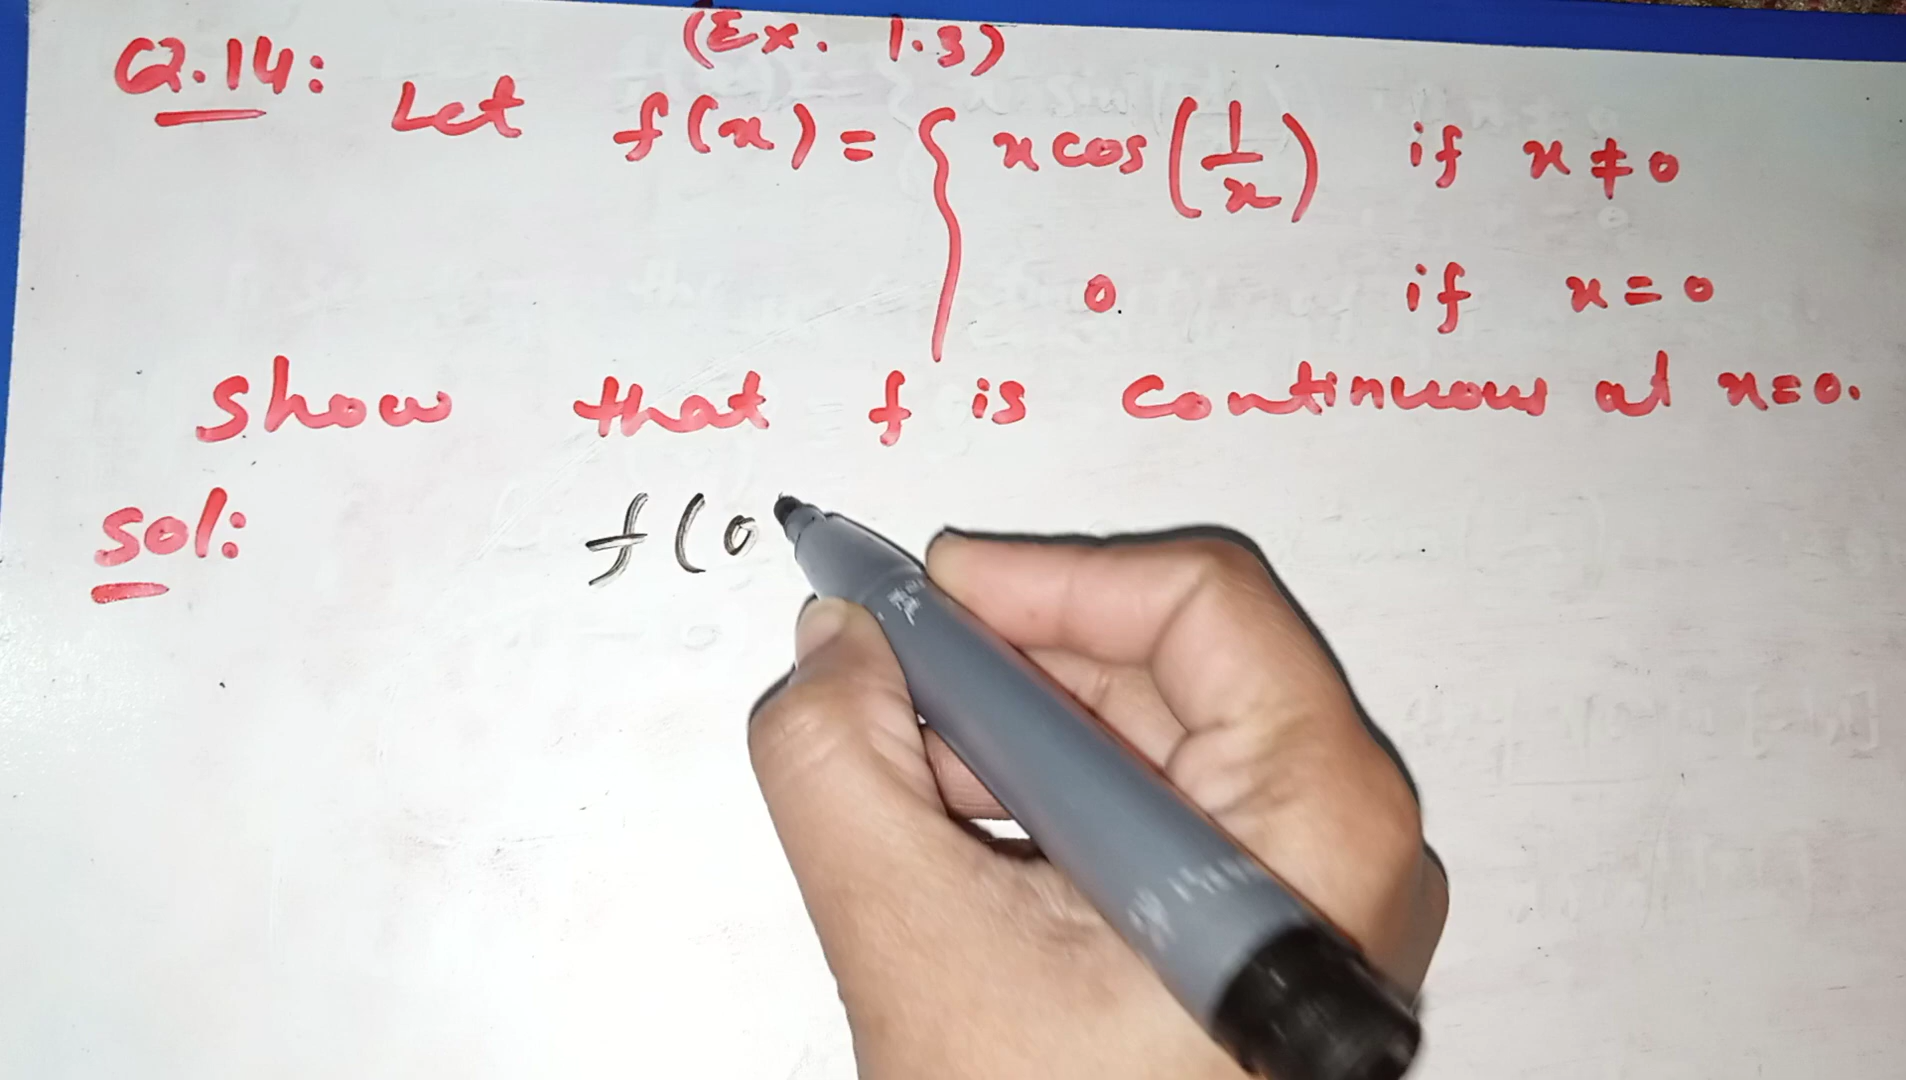 (Ex. 1.3)
Q.14: Let f(x) = { x cos(1/x) if x ≠ 0
0 if x = 0
Show that f is continuous at x = 0.
Sol: f(0